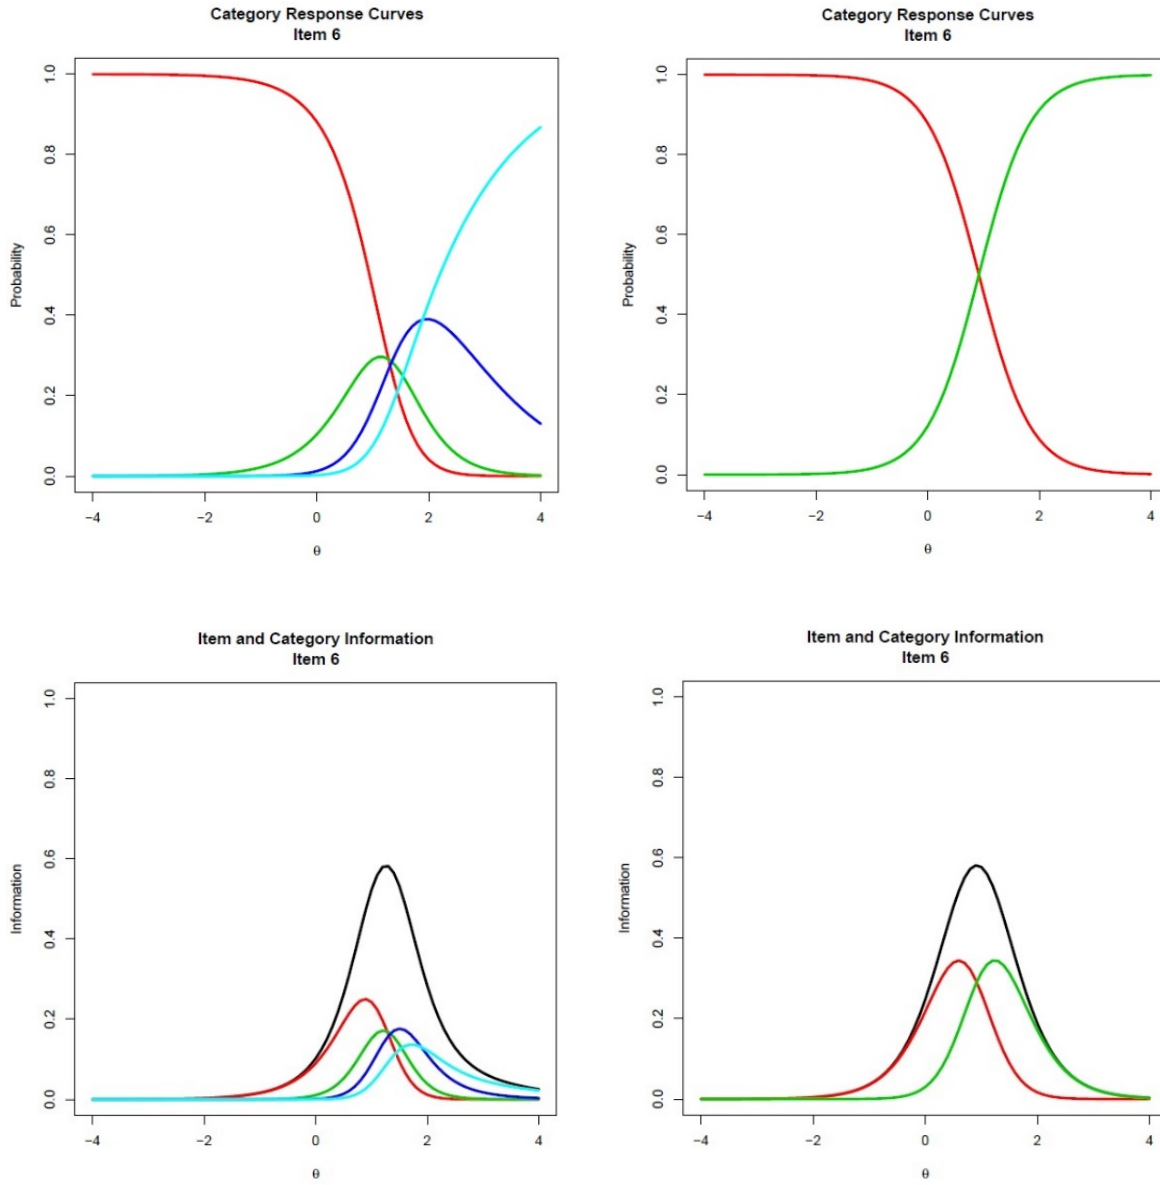 Category Response Curves
Item 6
1.0
0.8
0.6
0.4
0.2
0.0
Probability
−4 −2 0 2 4
θ
Category Response Curves
Item 6
1.0
0.8
0.6
0.4
0.2
0.0
Probability
−4 −2 0 2 4
θ
Item and Category Information
Item 6
1.0
0.8
0.6
0.4
0.2
0.0
Information
−4 −2 0 2 4
θ
Item and Category Information
Item 6
1.0
0.8
0.6
0.4
0.2
0.0
Information
−4 −2 0 2 4
θ